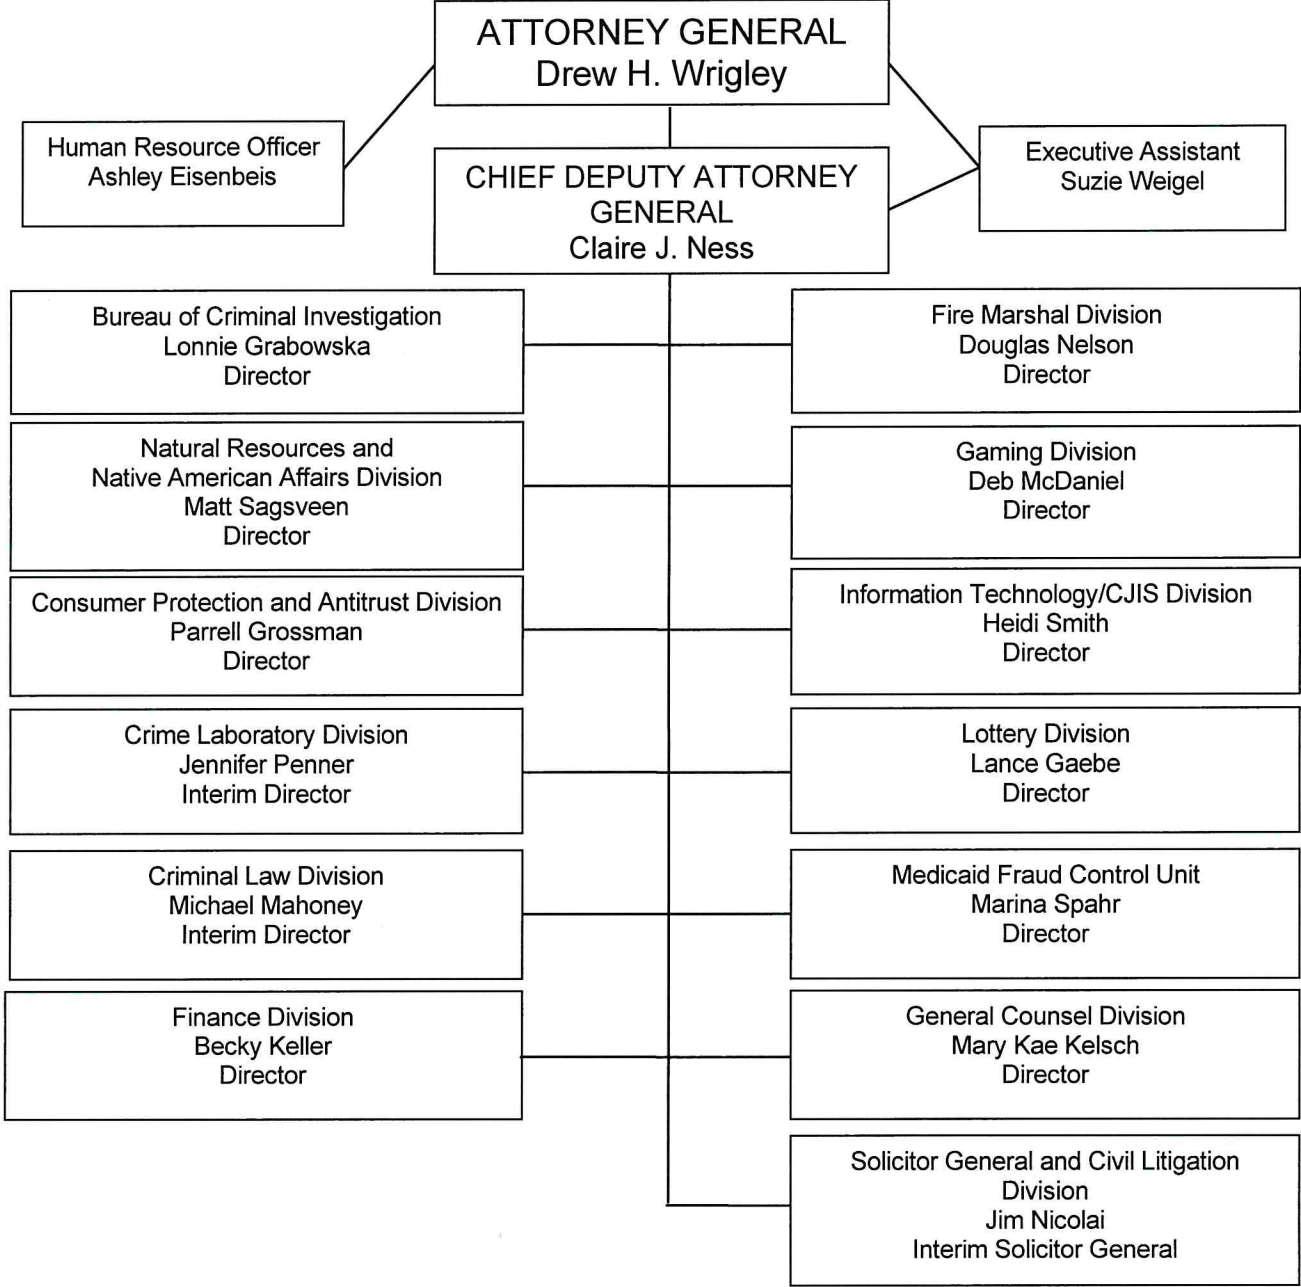 ATTORNEY GENERAL
Drew H. Wrigley
Human Resource Officer
Ashley Eisenbeis
Executive Assistant
Suzie Weigel
CHIEF DEPUTY ATTORNEY
GENERAL
Claire J. Ness
Bureau of Criminal Investigation
Lonnie Grabowska
Director
Fire Marshal Division
Douglas Nelson
Director
Natural Resources and
Native American Affairs Division
Matt Sagsveen
Director
Gaming Division
Deb McDaniel
Director
Consumer Protection and Antitrust Division
Parrell Grossman
Director
Information Technology/CJIS Division
Heidi Smith
Director
Crime Laboratory Division
Jennifer Penner
Interim Director
Lottery Division
Lance Gaebe
Director
Criminal Law Division
Michael Mahoney
Interim Director
Medicaid Fraud Control Unit
Marina Spahr
Director
Finance Division
Becky Keller
Director
General Counsel Division
Mary Kae Kelsch
Director
Solicitor General and Civil Litigation
Division
Jim Nicolai
Interim Solicitor General